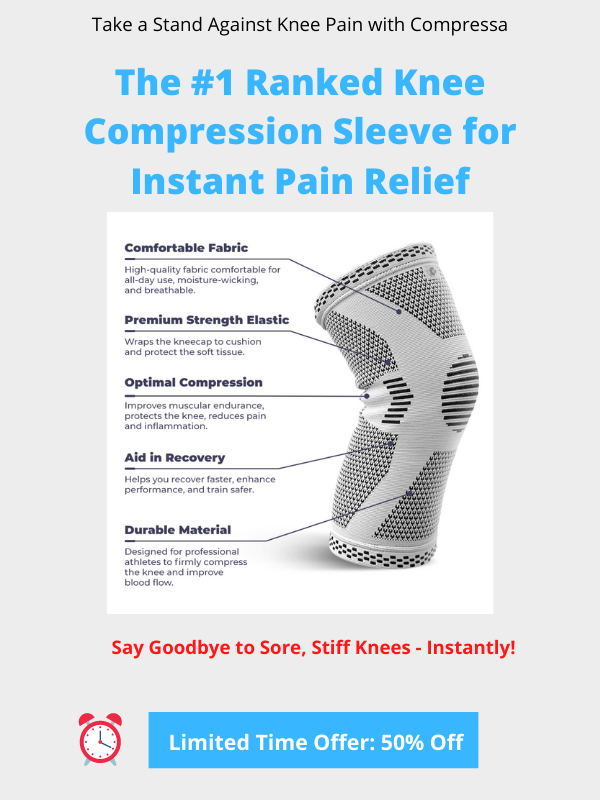 Take a Stand Against Knee Pain with Compressa
The #1 Ranked Knee
Compression Sleeve for
Instant Pain Relief
Comfortable Fabric
High-quality fabric comfortable for
all-day use, moisture-wicking,
and breathable.
Premium Strength Elastic
Wraps the kneecap to cushion
and protect the soft tissue.
Optimal Compression
Improves muscular endurance,
protects the knee, reduces pain
and inflammation.
Aid in Recovery
Helps you recover faster, enhance
performance, and train safer.
Durable Material
Designed for professional
athletes to firmly compress
the knee and improve
blood flow.
Say Goodbye to Sore, Stiff Knees - Instantly!
Limited Time Offer: 50% Off